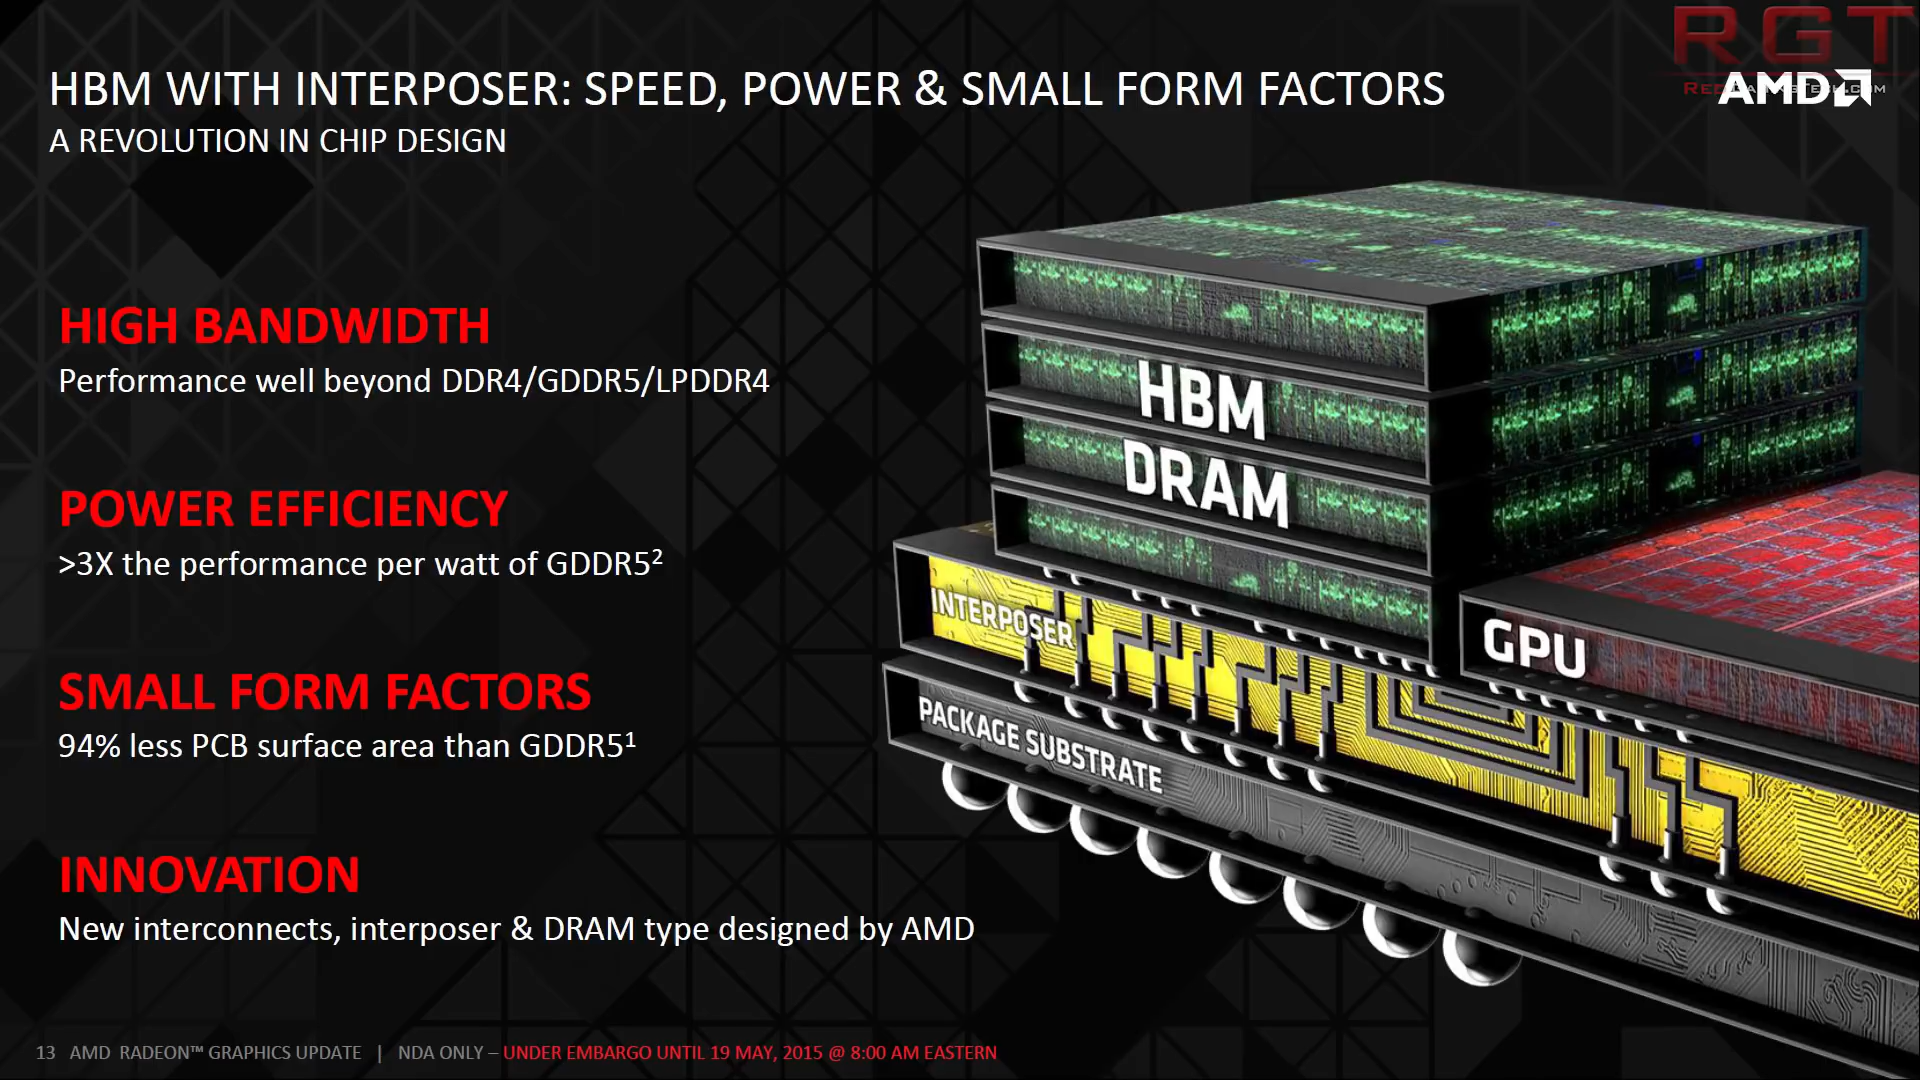 RGT
HBM WITH INTERPOSER: SPEED, POWER & SMALL FORM FACTORS
AMD
A REVOLUTION IN CHIP DESIGN
HIGH BANDWIDTH
Performance well beyond DDR4/GDDR5/LPDDR4
POWER EFFICIENCY
>3X the performance per watt of GDDR5²
SMALL FORM FACTORS
94% less PCB surface area than GDDR5¹
INNOVATION
New interconnects, interposer & DRAM type designed by AMD
HBM
DRAM
INTERPOSER
GPU
PACKAGE SUBSTRATE
13 AMD RADEON™ GRAPHICS UPDATE | NDA ONLY – UNDER EMBARGO UNTIL 19 MAY, 2015 @ 8:00 AM EASTERN